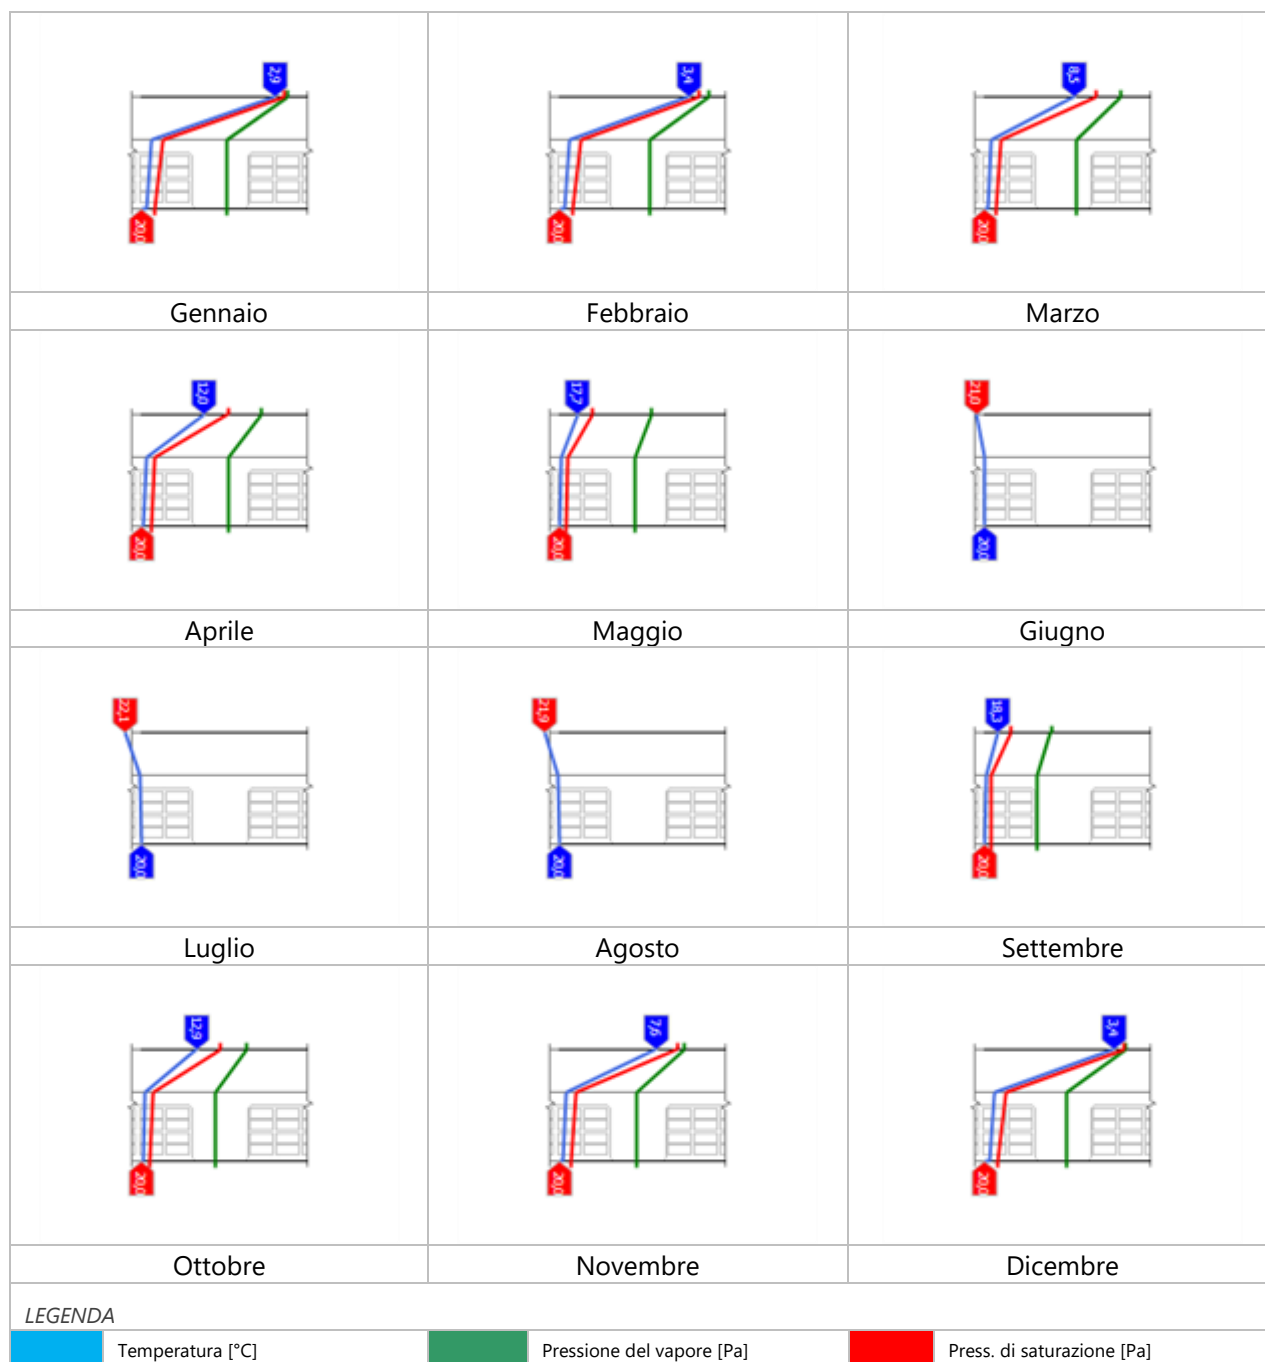 2,9
20,0
Gennaio
3,4
20,0
Febbraio
8,5
20,0
Marzo
12,0
20,0
Aprile
17,7
20,0
Maggio
21,0
20,0
Giugno
22,1
20,0
Luglio
21,9
20,0
Agosto
18,3
20,0
Settembre
12,9
20,0
Ottobre
7,6
20,0
Novembre
3,4
20,0
Dicembre
LEGENDA
Temperatura [°C]
Pressione del vapore [Pa]
Press. di saturazione [Pa]